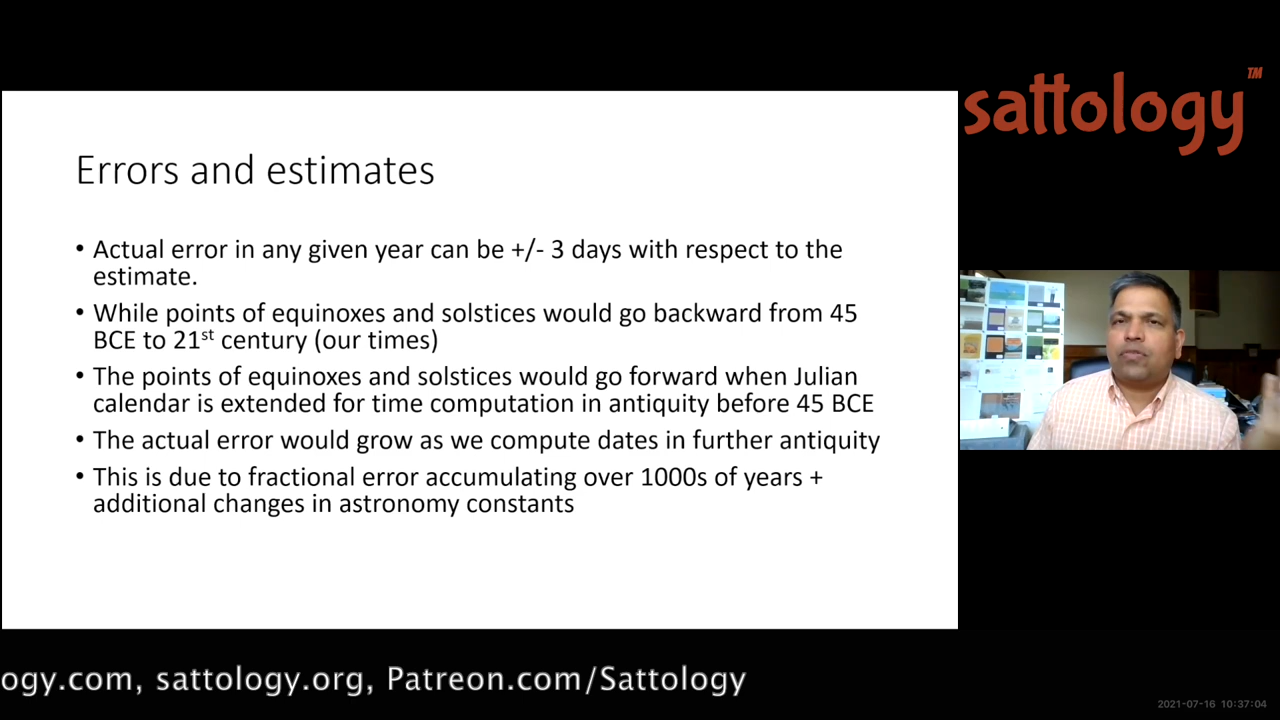 sattology™
Errors and estimates
• Actual error in any given year can be +/- 3 days with respect to the
estimate.
• While points of equinoxes and solstices would go backward from 45
BCE to 21st century (our times)
• The points of equinoxes and solstices would go forward when Julian
calendar is extended for time computation in antiquity before 45 BCE
• The actual error would grow as we compute dates in further antiquity
• This is due to fractional error accumulating over 1000s of years +
additional changes in astronomy constants
ogy.com, sattology.org, Patreon.com/Sattology
2021-07-16 10:37:04